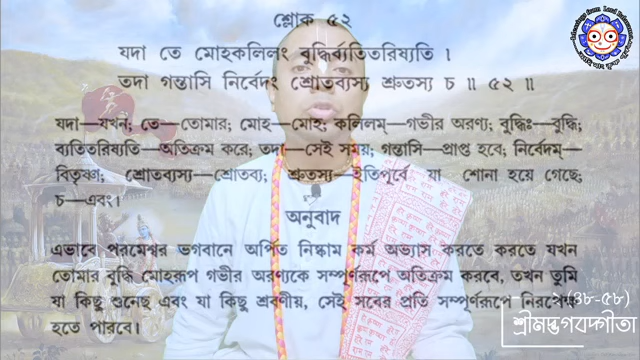 শ্লোক ৫২
যদা তে মোহকলিলং বুদ্ধির্ব্যতিতরিষ্যতি ৷
তদা গন্তাসি নির্বেদং শ্রোতব্যস্য শ্রুতস্য চ ॥ ৫২ ॥
যদা—যখন; তে—তোমার; মোহ—মোহ; কলিলম্—গভীর অরণ্য; বুদ্ধিঃ—বুদ্ধি;
ব্যতিতরিষ্যতি—অতিক্রম করে; তদা—সেই সময়; গন্তাসি—প্রাপ্ত হবে; নির্বেদম্—
বিতৃষ্ণা; শ্রোতব্যস্য—শ্রোতব্য; শ্রুতস্য—ইতিপূর্বে যা শোনা হয়ে গেছে;
চ—এবং।
অনুবাদ
এভাবে পরমেশ্বর ভগবানে অর্পিত নিষ্কাম কর্ম অভ্যাস করতে করতে যখন
তোমার বুদ্ধি মোহরূপ গভীর অরণ্যকে সম্পূর্ণরূপে অতিক্রম করবে, তখন তুমি
যা কিছু শুনেছ এবং যা কিছু শ্রবণীয়, সেই সবের প্রতি সম্পূর্ণরূপে নিরপেক্ষ
হতে পারবে।
(৪৮-৫৮)
শ্রীমদ্ভগবদ্গীতা